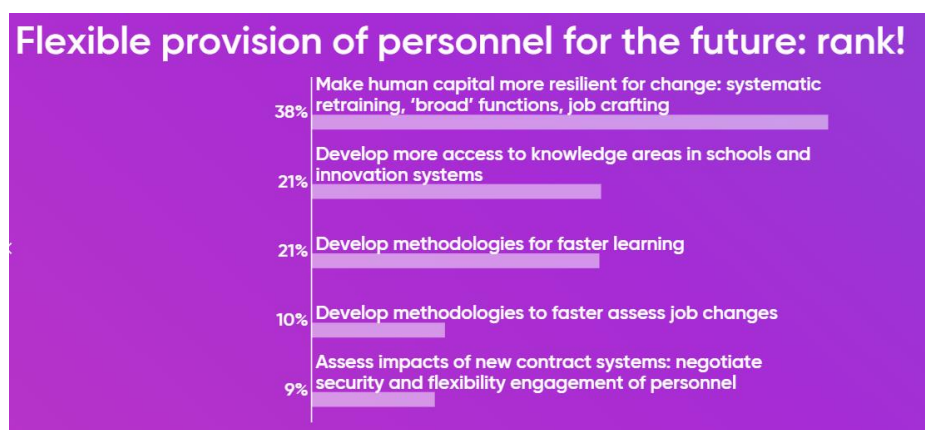 Flexible provision of personnel for the future: rank!
Make human capital more resilient for change: systematic
38% retraining, ‘broad’ functions, job crafting
Develop more access to knowledge areas in schools and
21% innovation systems
21% Develop methodologies for faster learning
10% Develop methodologies to faster assess job changes
Assess impacts of new contract systems: negotiate
9% security and flexibility engagement of personnel